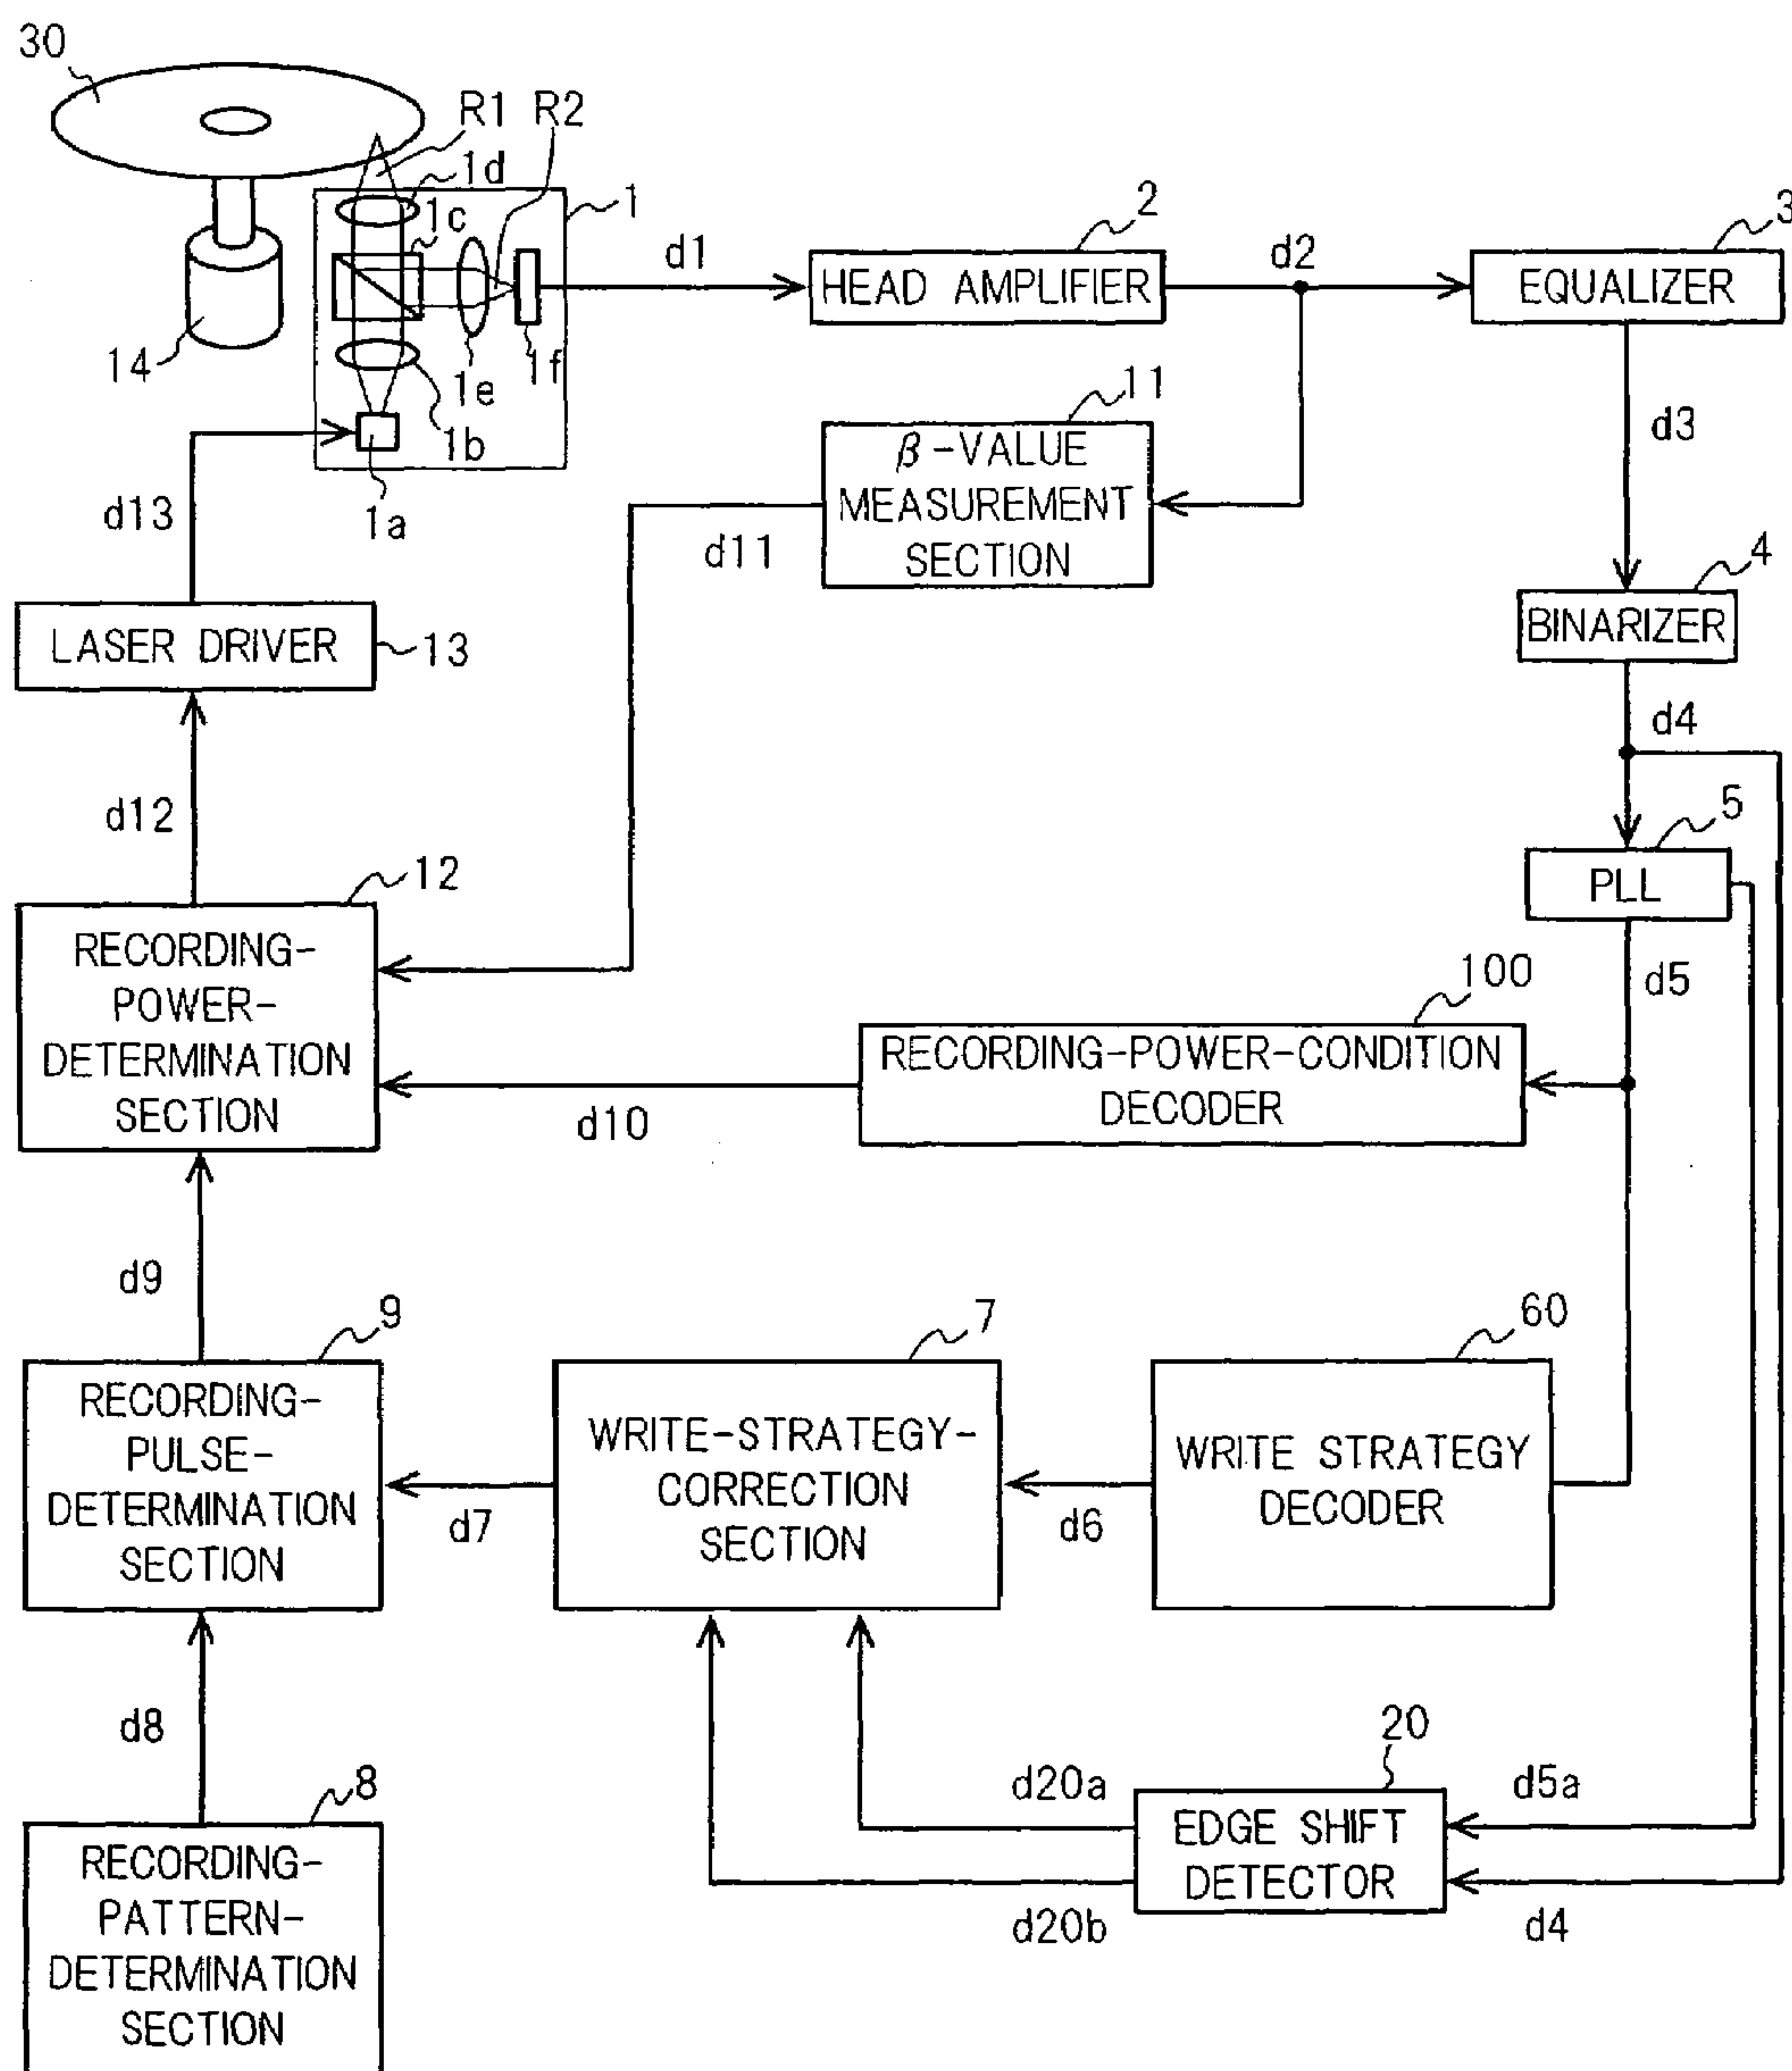 30
R1
R2
1d
1
1c
2
3
d1
HEAD AMPLIFIER
d2
EQUALIZER
14
1e
1f
11
1b
d3
β-VALUE
MEASUREMENT
SECTION
d13
1a
d11
4
BINARIZER
LASER DRIVER
13
d4
5
d12
PLL
12
RECORDING-
POWER-
DETERMINATION
SECTION
100
d5
RECORDING-POWER-CONDITION
DECODER
d10
d9
9
7
60
RECORDING-
PULSE-
DETERMINATION
SECTION
WRITE-STRATEGY-
CORRECTION
SECTION
WRITE STRATEGY
DECODER
d7
d6
d8
20
8
d20a
d5a
EDGE SHIFT
DETECTOR
d20b
d4
RECORDING-
PATTERN-
DETERMINATION
SECTION